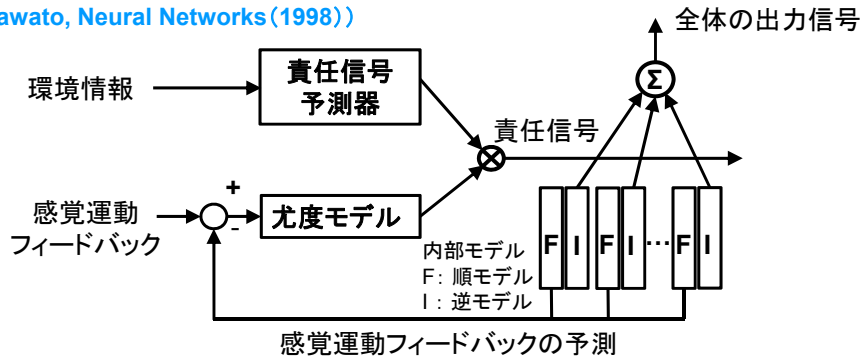 awato, Neural Networks(1998))
全体の出力信号
Σ
環境情報
責任信号
予測器
責任信号
+
-
感覚運動
フィードバック
尤度モデル
内部モデル
F: 順モデル
I : 逆モデル
F I F I … F I
感覚運動フィードバックの予測